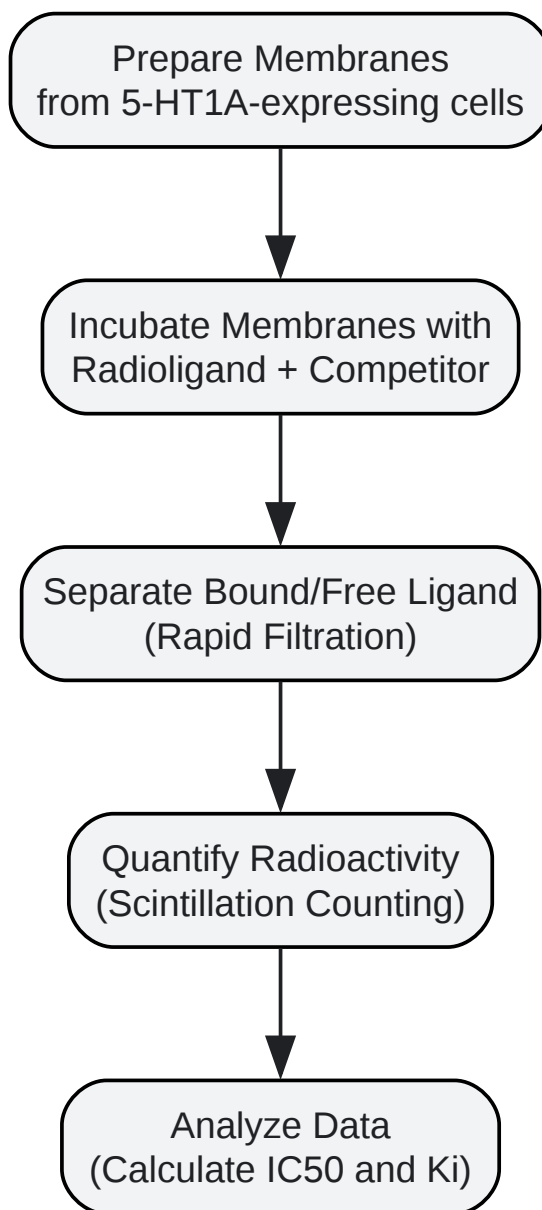 Prepare Membranes
from 5-HT1A-expressing cells
Incubate Membranes with
Radioligand + Competitor
Separate Bound/Free Ligand
(Rapid Filtration)
Quantify Radioactivity
(Scintillation Counting)
Analyze Data
(Calculate IC50 and Ki)